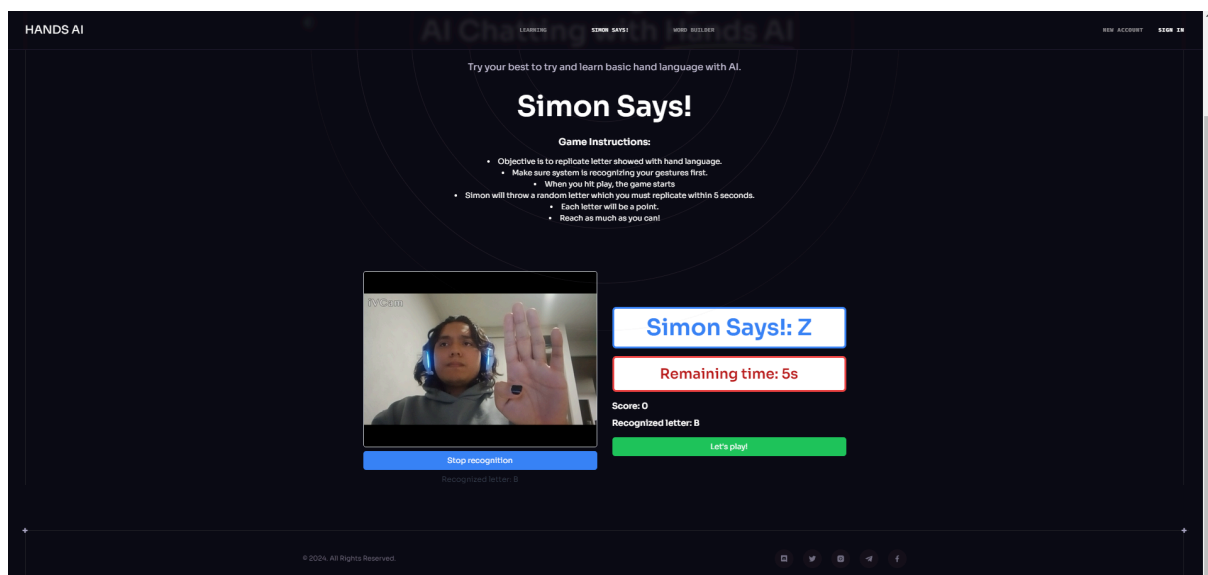 AI Chatting with Hands AI
HANDS AI
LEARNING
SIMON SAYS!
WORD BUILDER
NEW ACCOUNT
SIGN IN
Try your best to try and learn basic hand language with AI.
Simon Says!
Game Instructions:
• Objective is to replicate letter showed with hand language.
• Make sure system is recognizing your gestures first.
• When you hit play, the game starts
• Simon will throw a random letter which you must replicate within 5 seconds.
• Each letter will be a point.
• Reach as much as you can!
iVCam
Simon Says!: Z
Remaining time: 5s
Score: 0
Recognized letter: B
Let's play!
Stop recognition
Recognized letter: B
© 2024. All Rights Reserved.